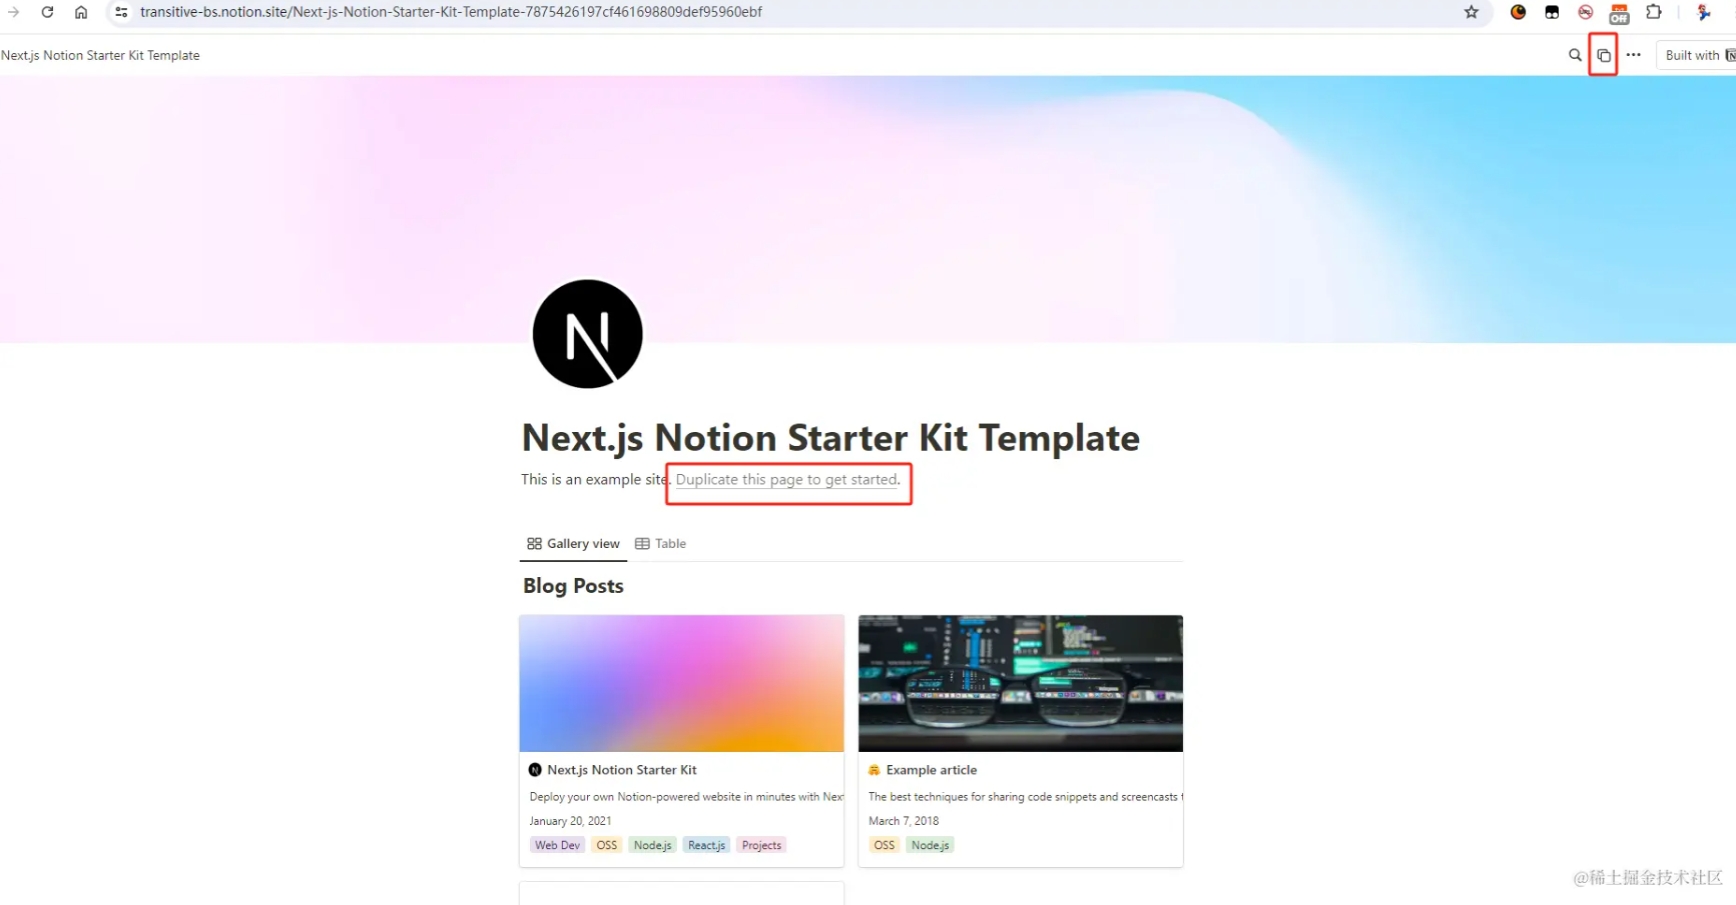 transitive-bs.notion.site/Next-js-Notion-Starter-Kit-Template-7875426197cf461698809def95960ebf
Off
Next.js Notion Starter Kit Template
Built with
Next.js Notion Starter Kit Template
This is an example site. Duplicate this page to get started.
Gallery view Table
Blog Posts
Next.js Notion Starter Kit
Deploy your own Notion-powered website in minutes with Nex
January 20, 2021
Web Dev OSS Node.js React.js Projects
Example article
The best techniques for sharing code snippets and screencasts
March 7, 2018
OSS Node.js
@稀土掘金技术社区